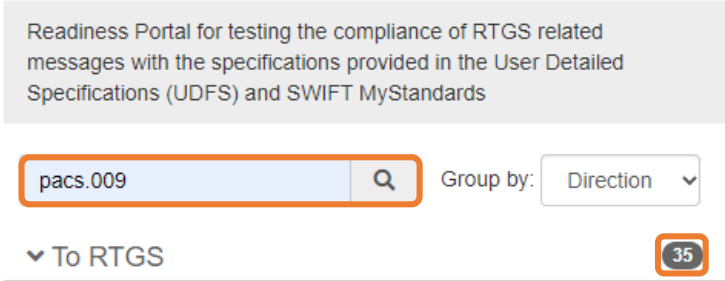 Readiness Portal for testing the compliance of RTGS related
messages with the specifications provided in the User Detailed
Specifications (UDFS) and SWIFT MyStandards
pacs.009 Group by: Direction
To RTGS 35